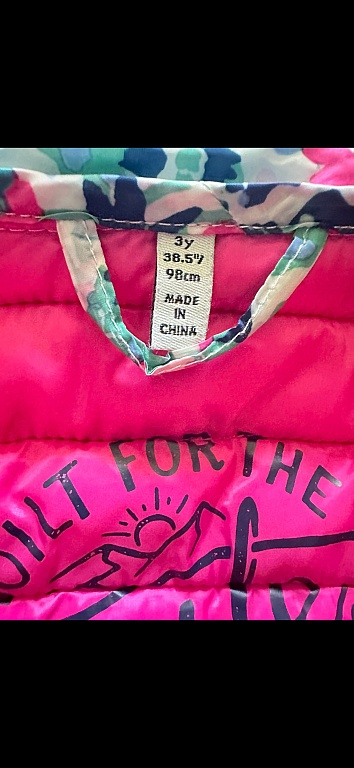 3y
38.5"/
98cm
MADE
IN
CHINA
FOR THE